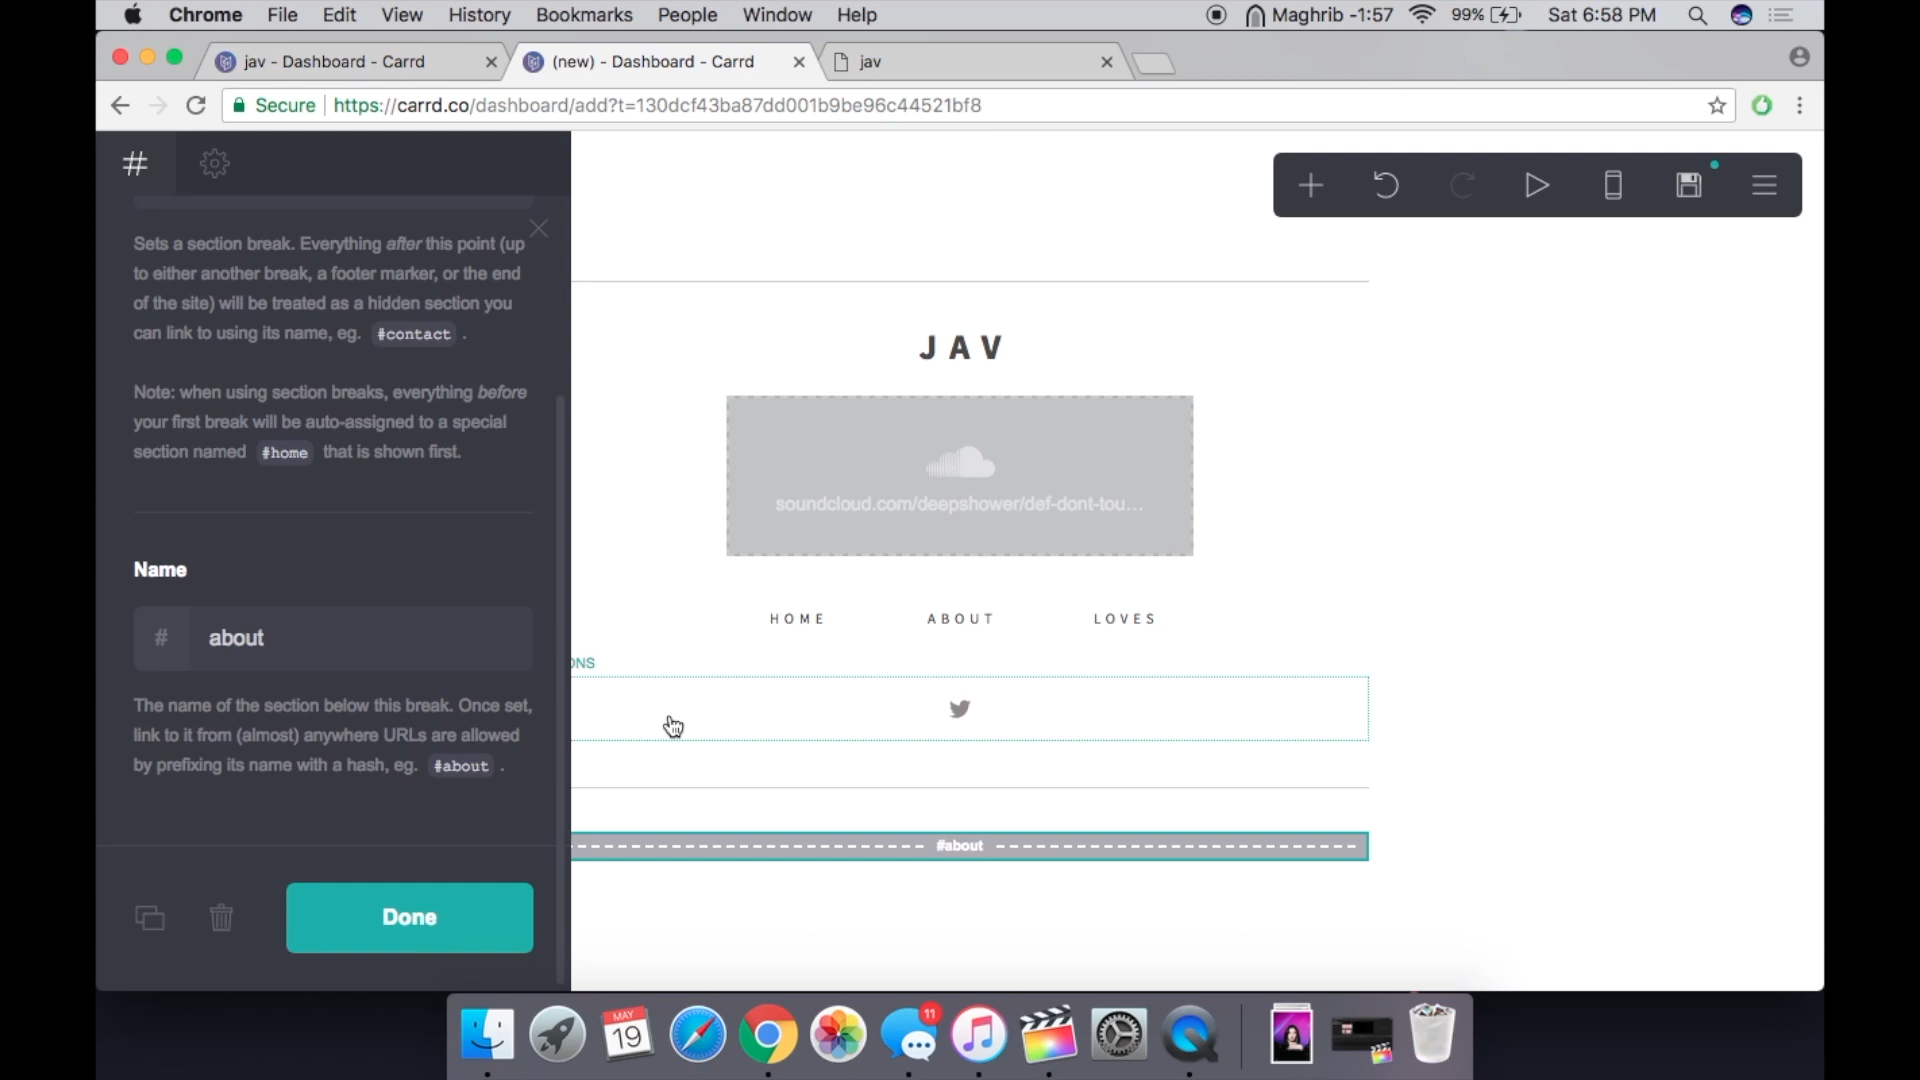 Chrome File Edit View History Bookmarks People Window Help Maghrib -1:57 99% Sat 6:58 PM
jav - Dashboard - Carrd (new) - Dashboard - Carrd jav
Secure https://carrd.co/dashboard/add?t=130dcf43ba87dd001b9be96c44521bf8
#
Sets a section break. Everything after this point (up
to either another break, a footer marker, or the end
of the site) will be treated as a hidden section you
can link to using its name, eg. #contact .
Note: when using section breaks, everything before
your first break will be auto-assigned to a special
section named #home that is shown first.
Name
# about
The name of the section below this break. Once set,
link to it from (almost) anywhere URLs are allowed
by prefixing its name with a hash, eg. #about .
Done
JAV
soundcloud.com/deepshower/def-dont-tou...
HOME ABOUT LOVES
ONS
#about
MAY
19
11